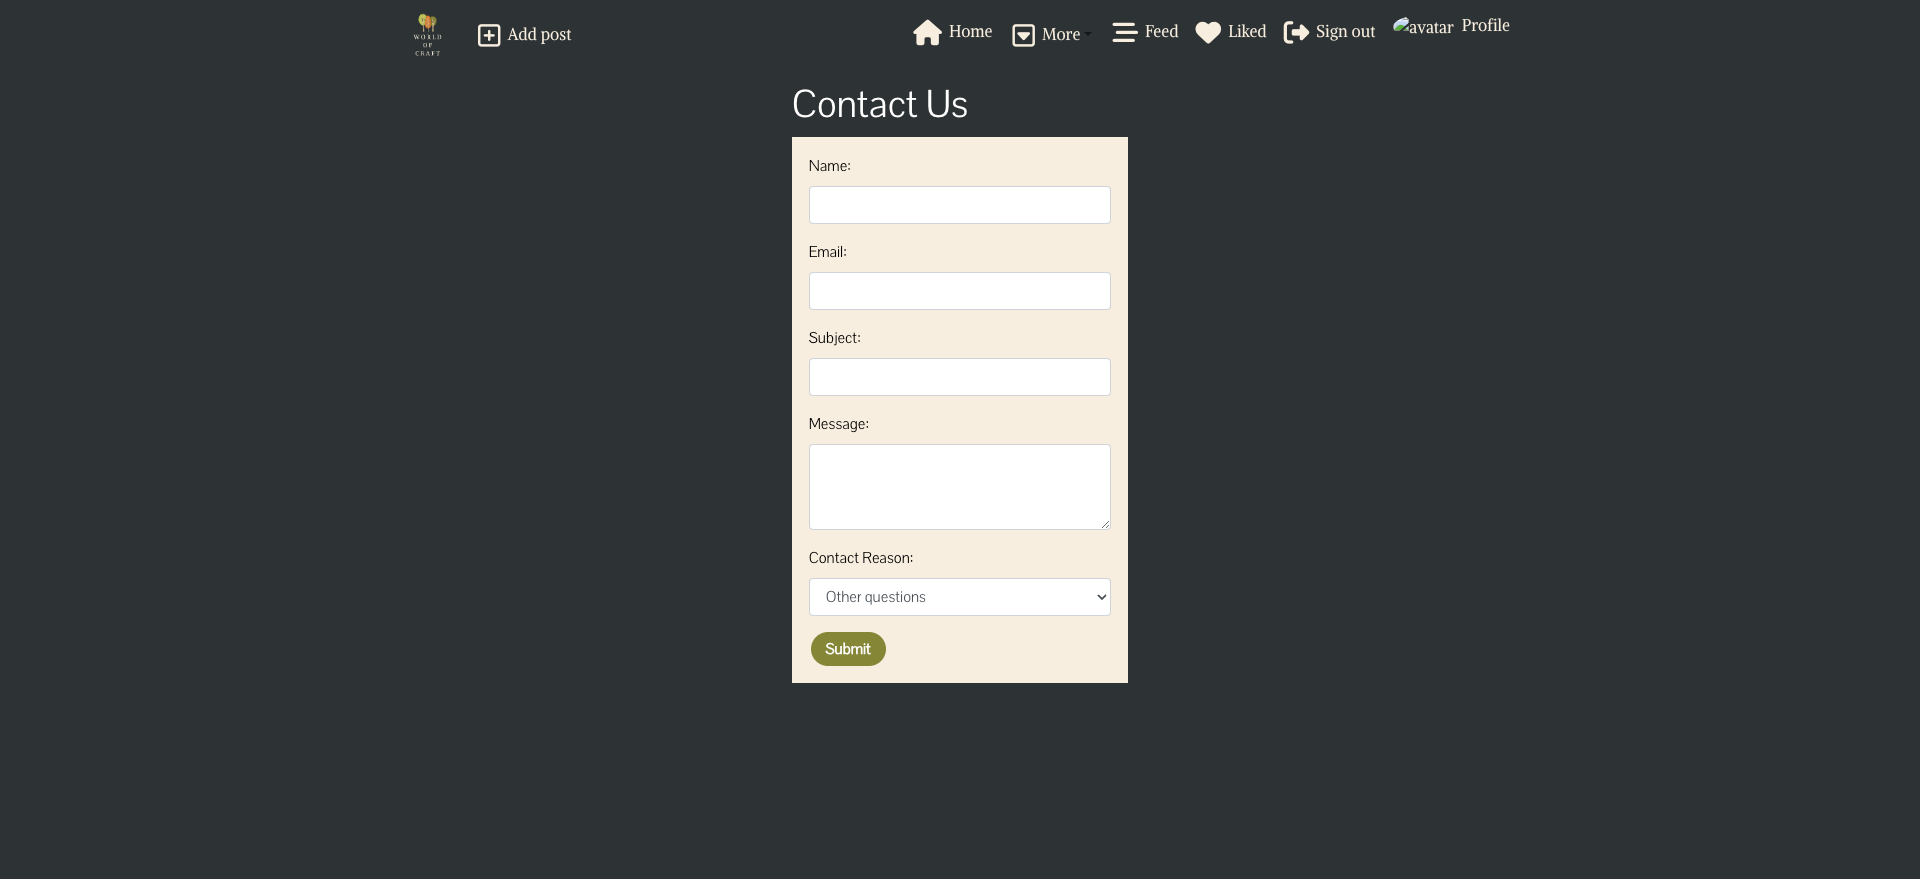 WORLD
OF
CRAFT
Add post
Home
More
Feed
Liked
Sign out
avatar
Profile
Contact Us
Name:
Email:
Subject:
Message:
Contact Reason:
Other questions
Submit